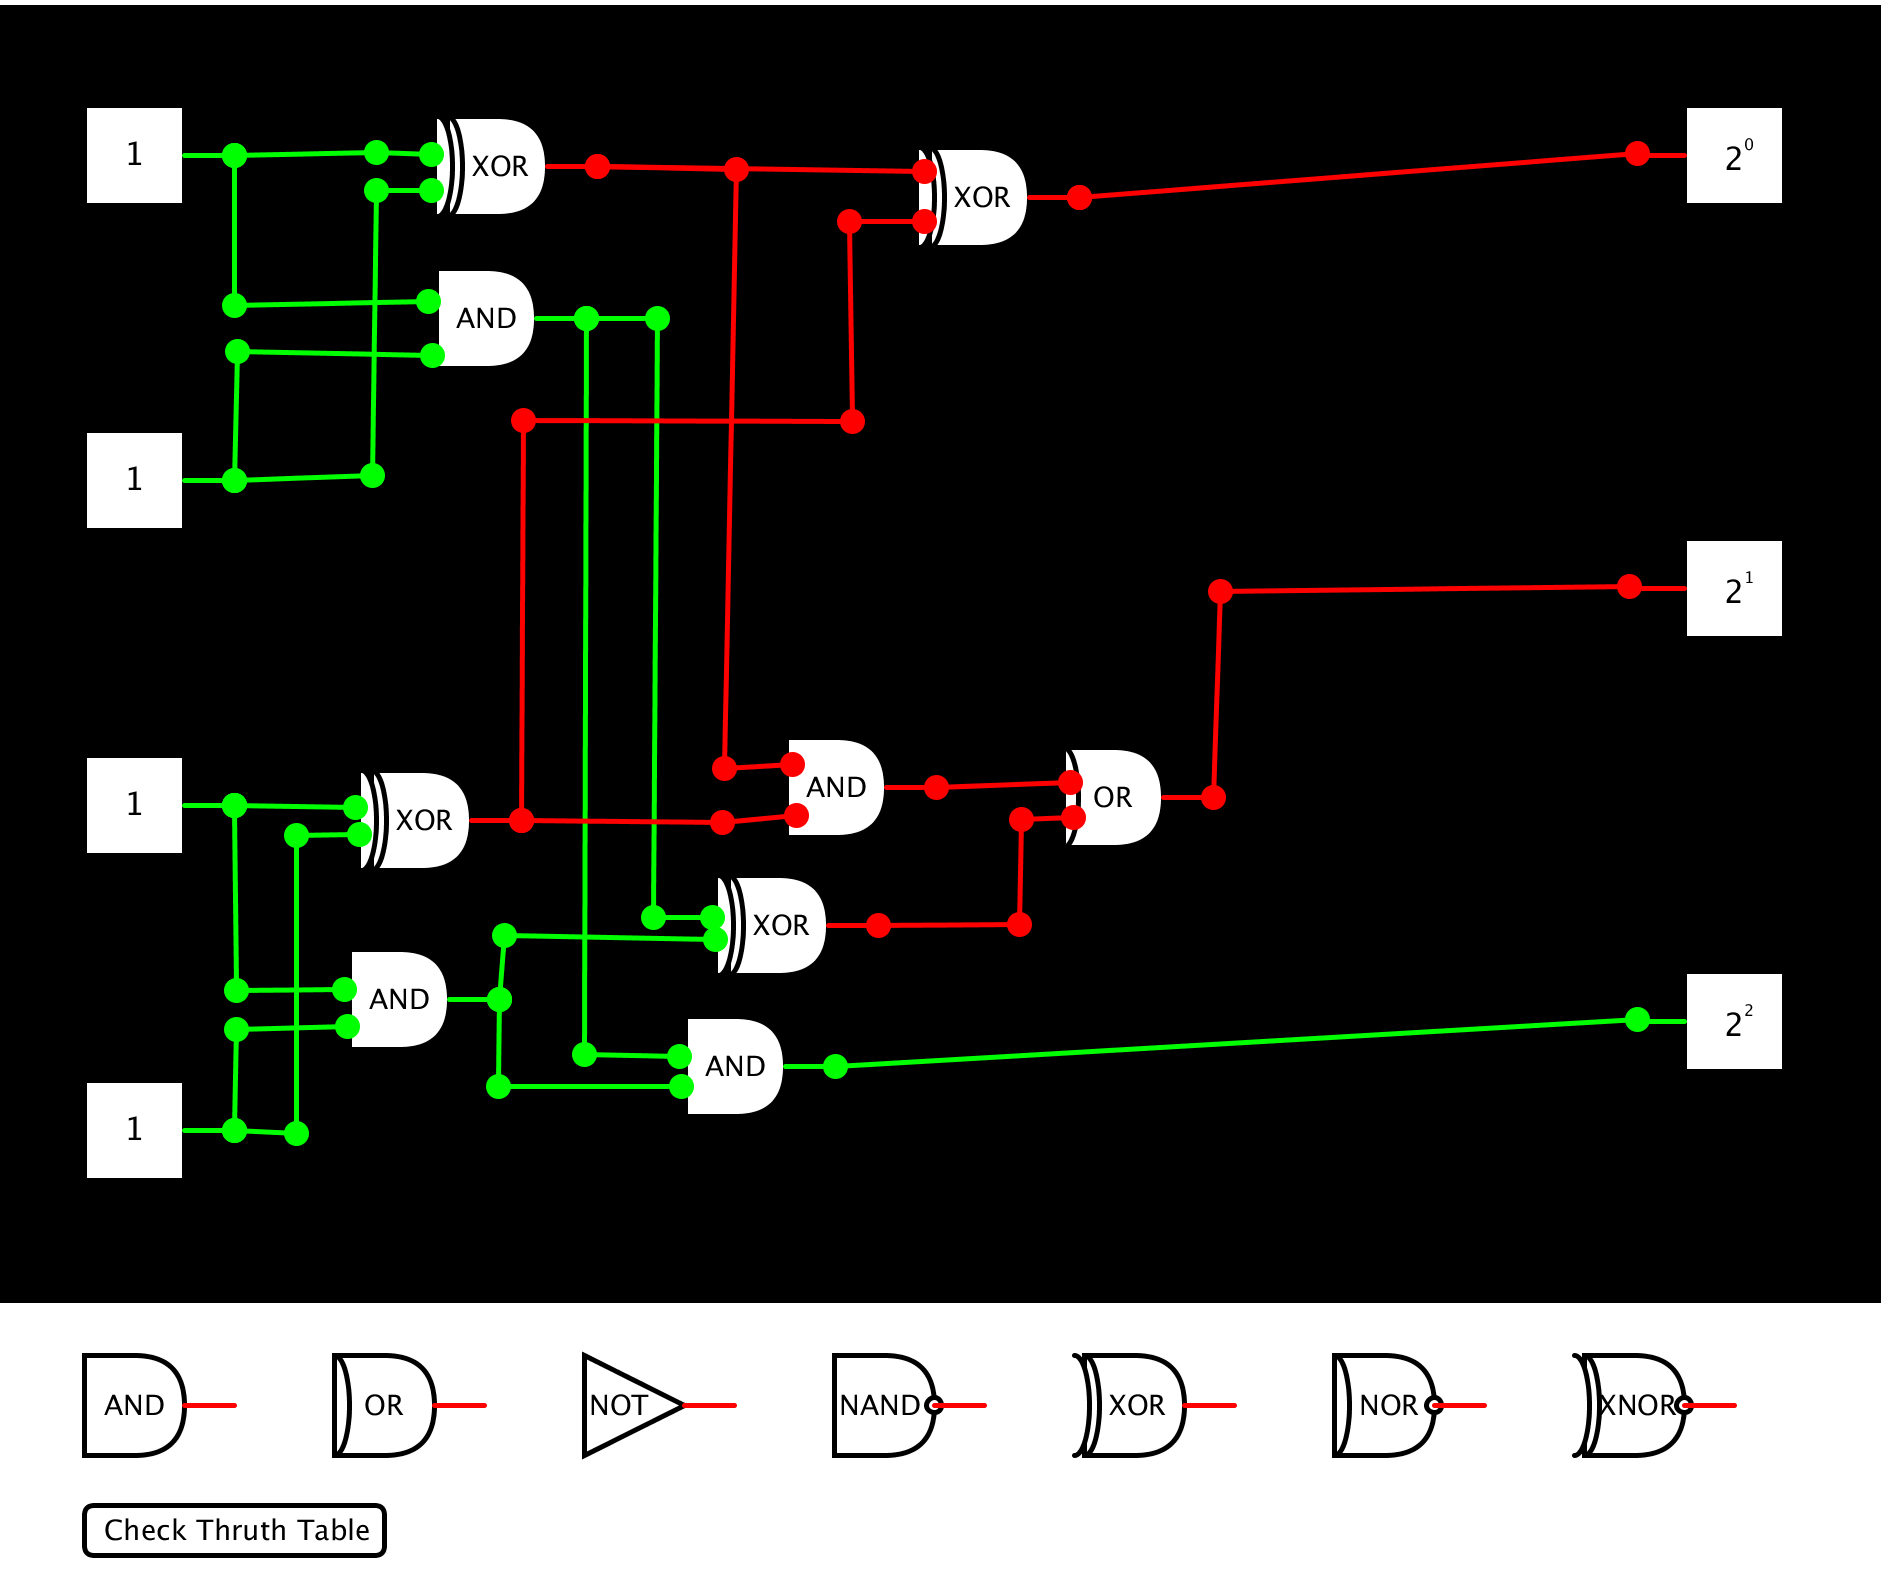 1
XOR
XOR
2⁰
AND
1
2¹
1
XOR
AND
OR
XOR
AND
2²
AND
1
AND
OR
NOT
NAND
XOR
NOR
XNOR
Check Thruth Table